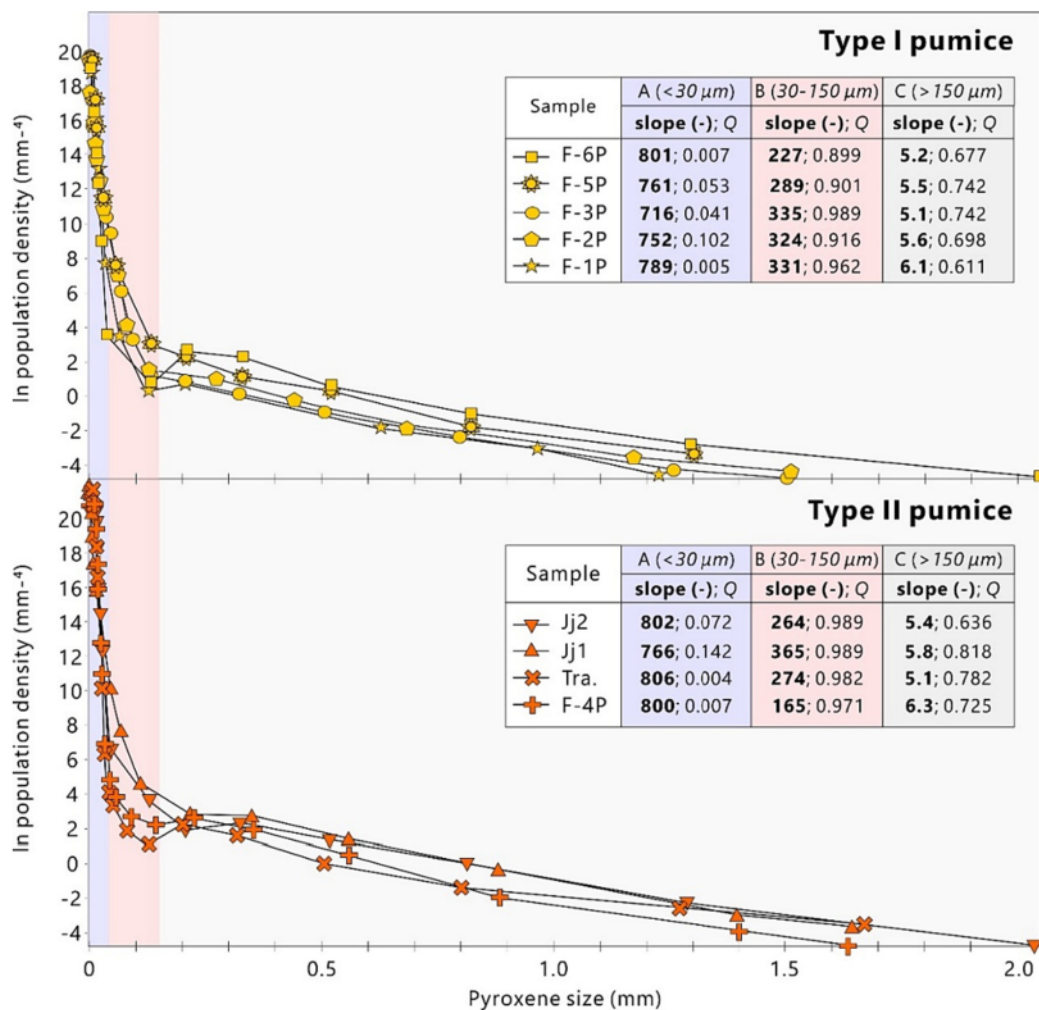 Type I pumice
Sample A (<30 μm) B (30-150 μm) C (>150 μm)
slope (-); Q slope (-); Q slope (-); Q
F-6P 801; 0.007 227; 0.899 5.2; 0.677
F-5P 761; 0.053 289; 0.901 5.5; 0.742
F-3P 716; 0.041 335; 0.989 5.1; 0.742
F-2P 752; 0.102 324; 0.916 5.6; 0.698
F-1P 789; 0.005 331; 0.962 6.1; 0.611
ln population density (mm-⁴)
20
18
16
14
12
10
8
6
4
2
0
-2
-4
Type II pumice
Sample A (<30 μm) B (30-150 μm) C (>150 μm)
slope (-); Q slope (-); Q slope (-); Q
Jj2 802; 0.072 264; 0.989 5.4; 0.636
Jj1 766; 0.142 365; 0.989 5.8; 0.818
Tra. 806; 0.004 274; 0.982 5.1; 0.782
F-4P 800; 0.007 165; 0.971 6.3; 0.725
ln population density (mm-⁴)
20
18
16
14
12
10
8
6
4
2
0
-2
-4
0 0.5 1.0 1.5 2.0
Pyroxene size (mm)